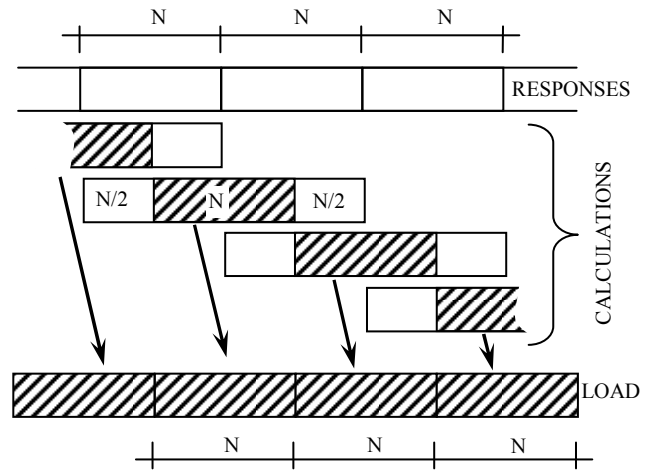 N N N
RESPONSES
N/2 N N/2
CALCULATIONS
LOAD
N N N